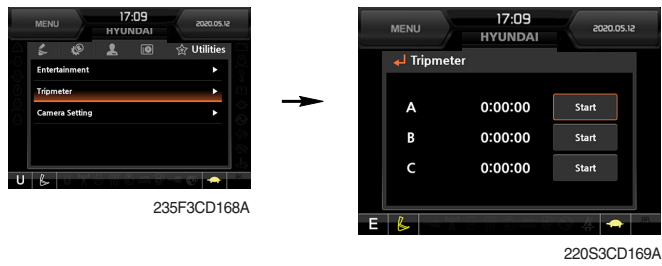 MENU
17:09
2020.05.12
HYUNDAI
Utilities
Entertainment
Tripmeter
Camera Setting
U
235F3CD168A
MENU
17:09
2020.05.12
HYUNDAI
Tripmeter
A 0:00:00 Start
B 0:00:00 Start
C 0:00:00 Start
E
220S3CD169A